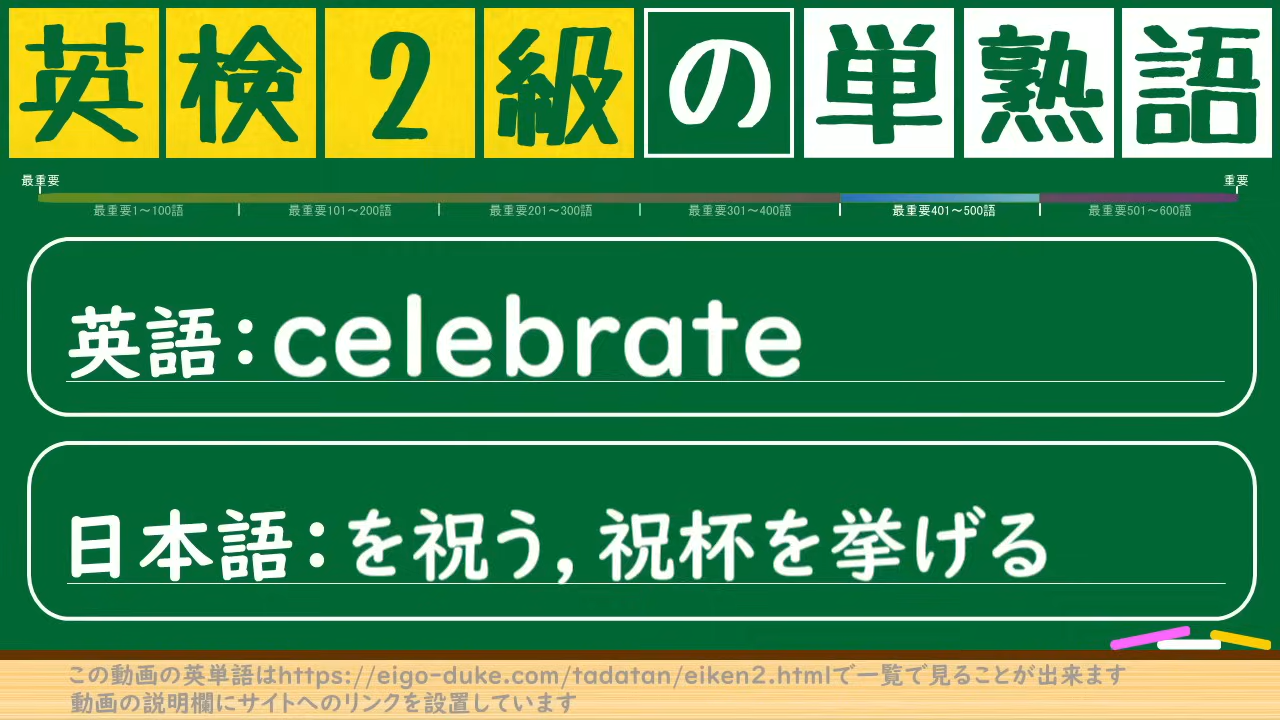 英検2級の単熟語
最重要 重要
最重要1～100語 最重要101～200語 最重要201～300語 最重要301～400語 最重要401～500語 最重要501～600語
英語：celebrate
日本語：を祝う, 祝杯を挙げる
この動画の英単語はhttps://eigo-duke.com/tadatan/eiken2.htmlで一覧で見ることが出来ます
動画の説明欄にサイトへのリンクを設置しています